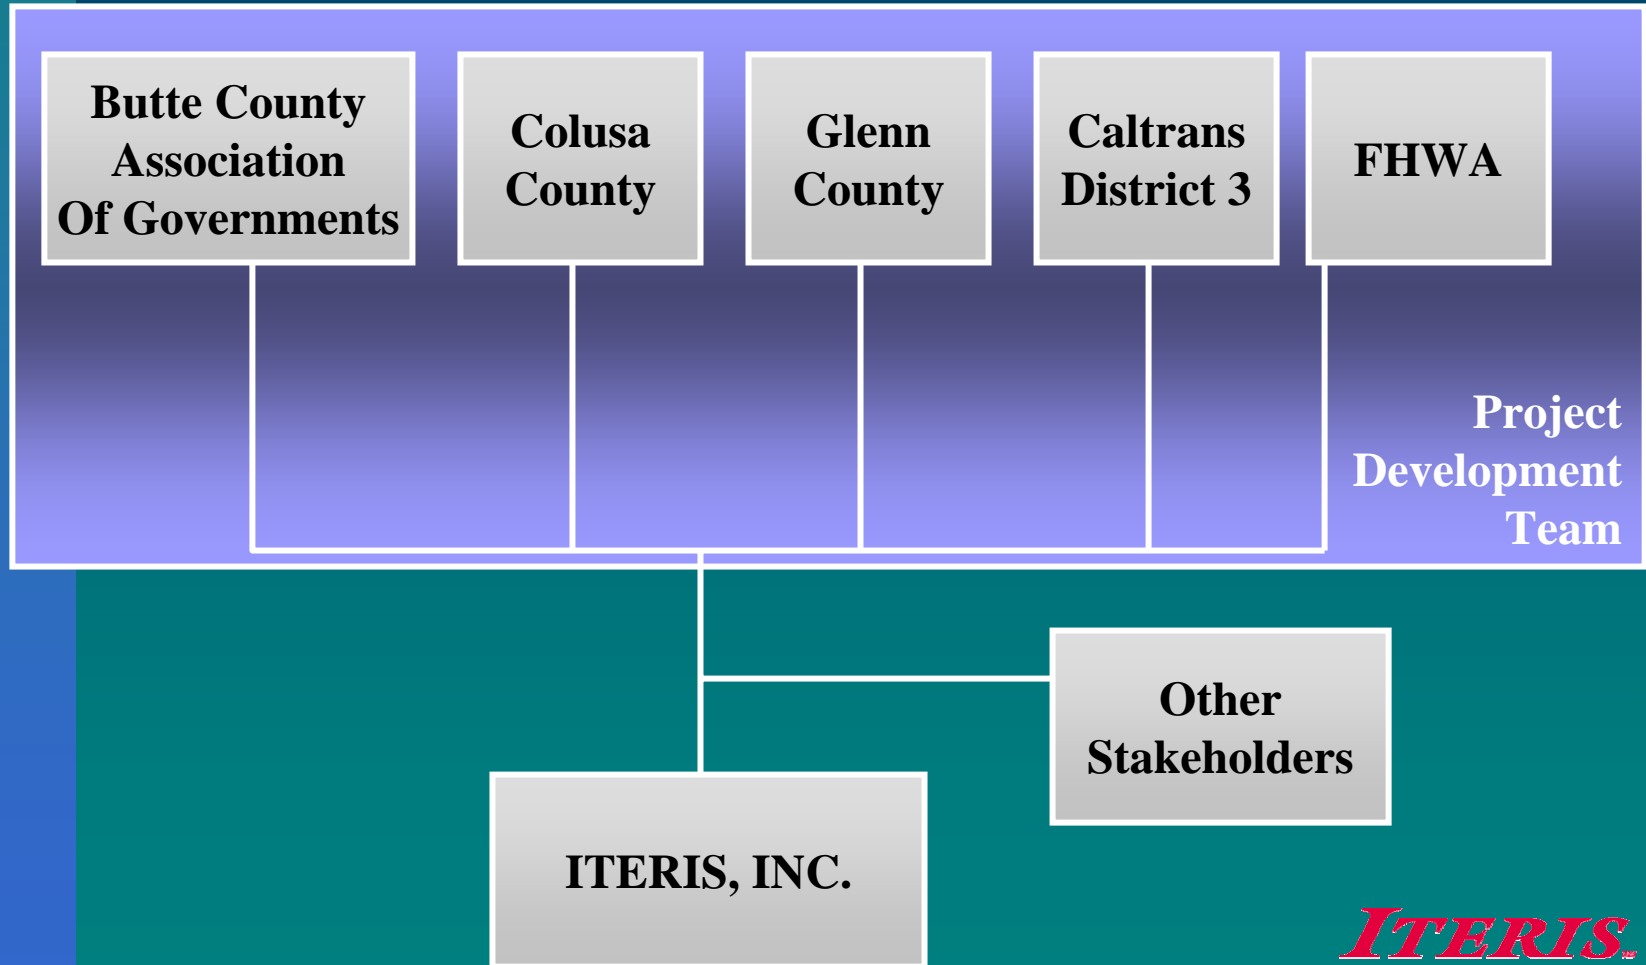 Butte County
Association
Of Governments
Colusa
County
Glenn
County
Caltrans
District 3
FHWA
Project
Development
Team
Other
Stakeholders
ITERIS, INC.
ITERIS